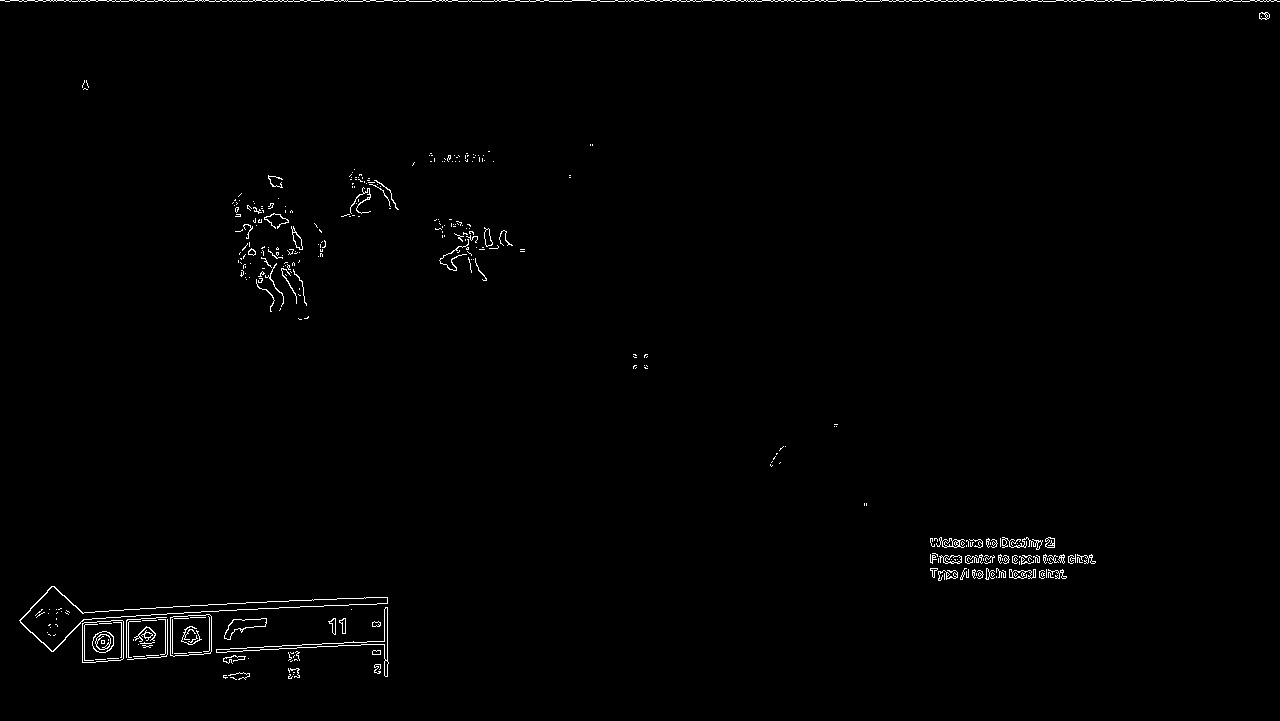 Welcome to Destiny 2!
Press enter to open text chat.
Type /l to join local chat.
11